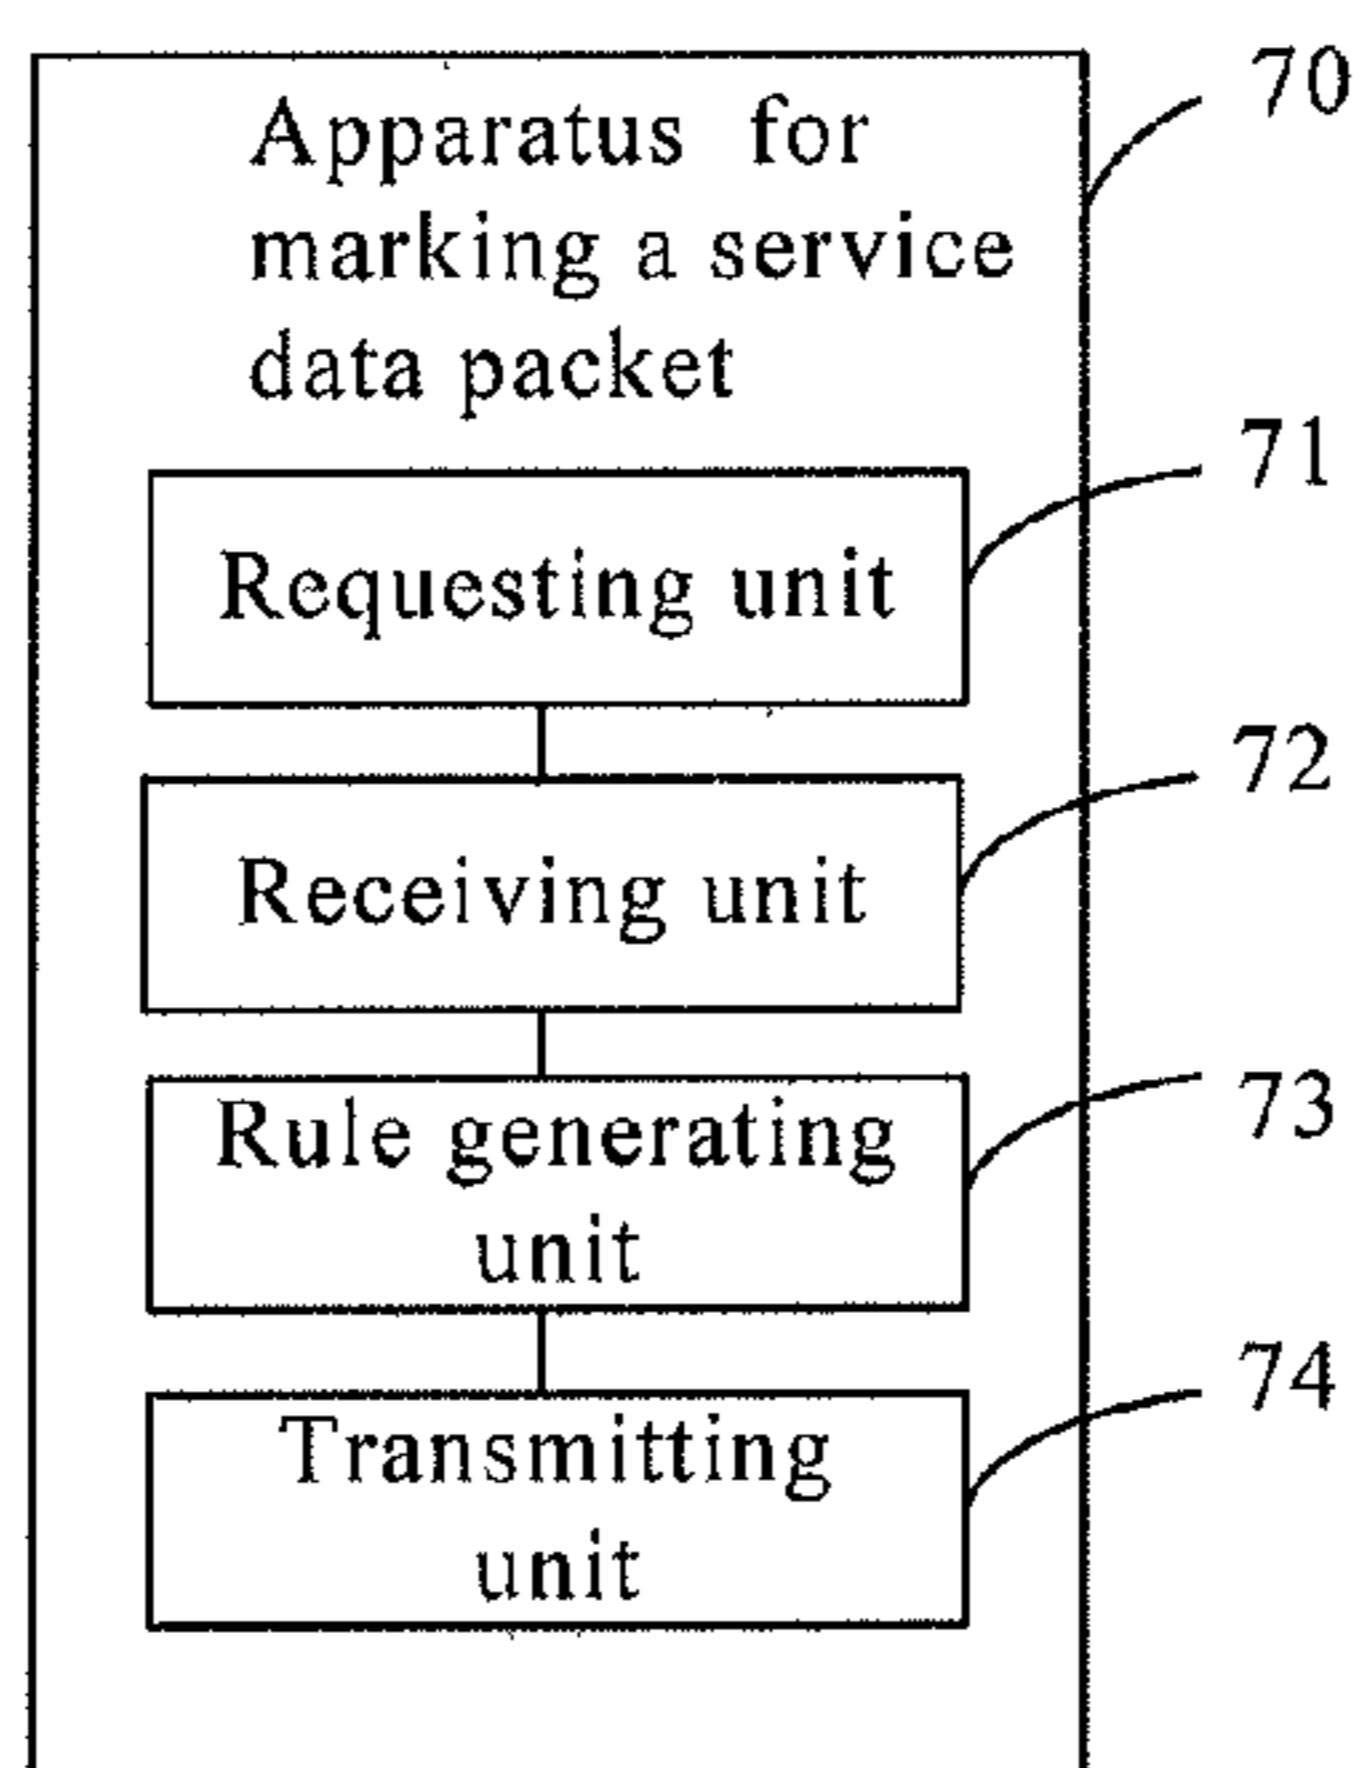 70
Apparatus for
marking a service
data packet
71
Requesting unit
72
Receiving unit
73
Rule generating
unit
74
Transmitting
unit